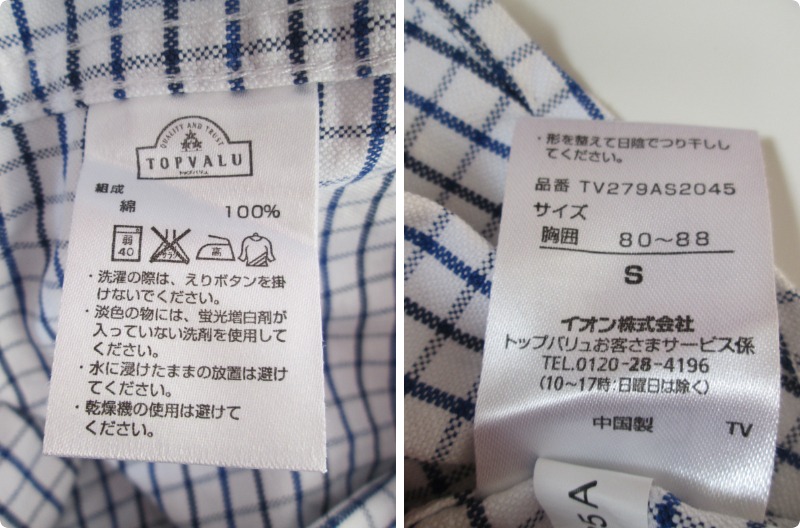 QUALITY AND TRUST
TOPVALU
トップバリュ
組成
綿 100%
弱
40
高
・洗濯の際は、えりボタンを掛
けないでください。
・淡色の物には、蛍光増白剤が
入っていない洗剤を使用して
ください。
・水に浸けたままの放置は避け
てください。
・乾燥機の使用は避けて
ください。
・形を整えて日陰でつり干しし
てください。
品番 TV279AS2045
サイズ
胸囲 80～88
S
イオン株式会社
トップバリュお客さまサービス係
TEL.0120-28-4196
(10~17時:日曜日は除く)
中国製 TV
5A